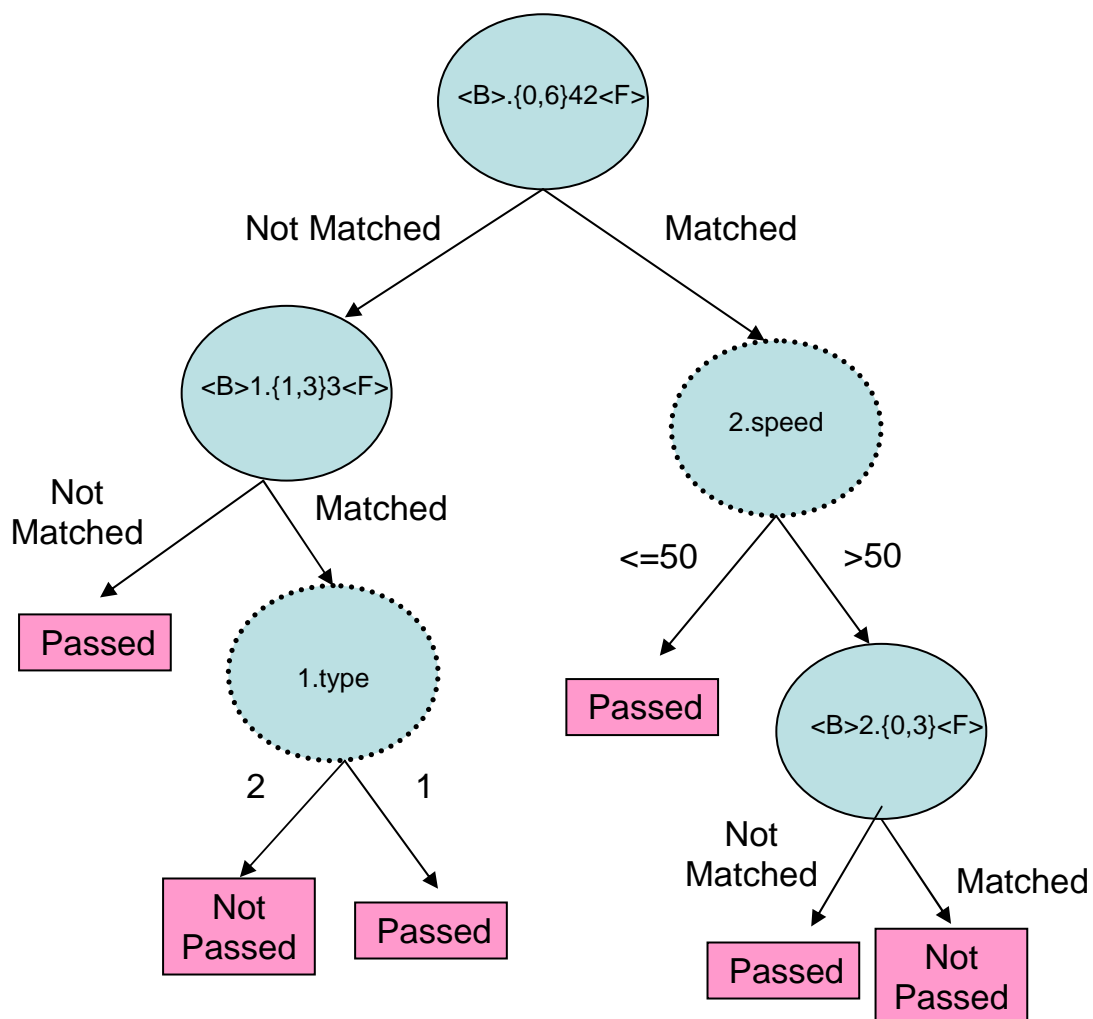 <B>.{0,6}42<F>
Not Matched
Matched
<B>1.{1,3}3<F>
2.speed
Not
Matched
Matched
<=50
>50
Passed
1.type
Passed
<B>2.{0,3}<F>
2
1
Not
Matched
Matched
Not
Passed
Passed
Passed
Not
Passed